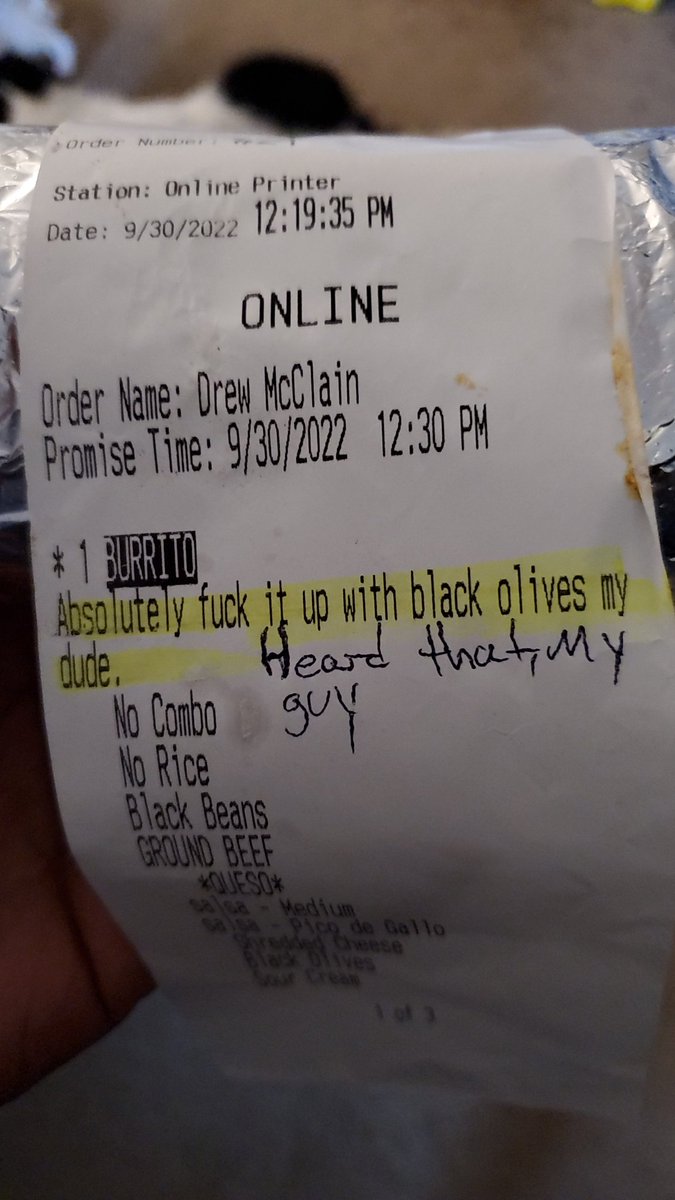 Order Number:
Station: Online Printer
Date: 9/30/2022 12:19:35 PM
ONLINE
Order Name: Drew McClain
Promise Time: 9/30/2022 12:30 PM
* 1 BURRITO
Absolutely fuck it up with black olives my
dude.
Heard that, My
guy
No Combo
No Rice
Black Beans
GROUND BEEF
*QUESO*
salsa - Medium
salsa - Pico de Gallo
Shredded Cheese
Black Olives
Sour Cream
1 of 3